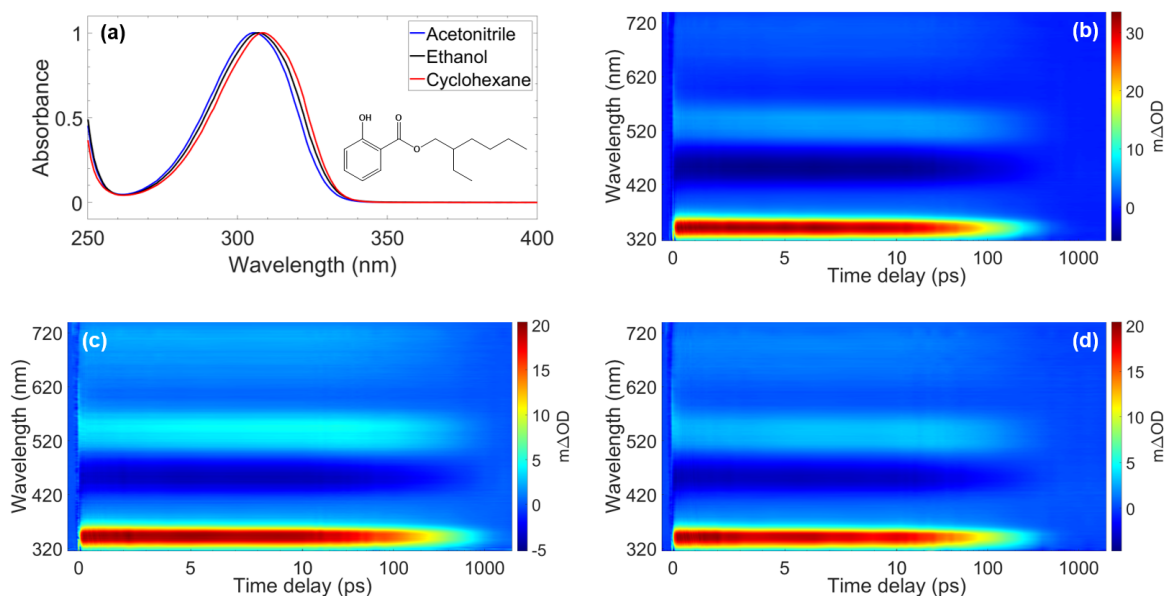 (a)
Acetonitrile
Ethanol
Cyclohexane
Absorbance
1
0.5
0
250
300
350
400
Wavelength (nm)
OH
O
O
(b)
Wavelength (nm)
720
620
520
420
320
0
5
10
100
1000
Time delay (ps)
30
20
10
0
mΔOD
(c)
Wavelength (nm)
720
620
520
420
320
0
5
10
100
1000
Time delay (ps)
20
15
10
5
0
-5
mΔOD
(d)
Wavelength (nm)
720
620
520
420
320
0
5
10
100
1000
Time delay (ps)
20
15
10
5
0
mΔOD